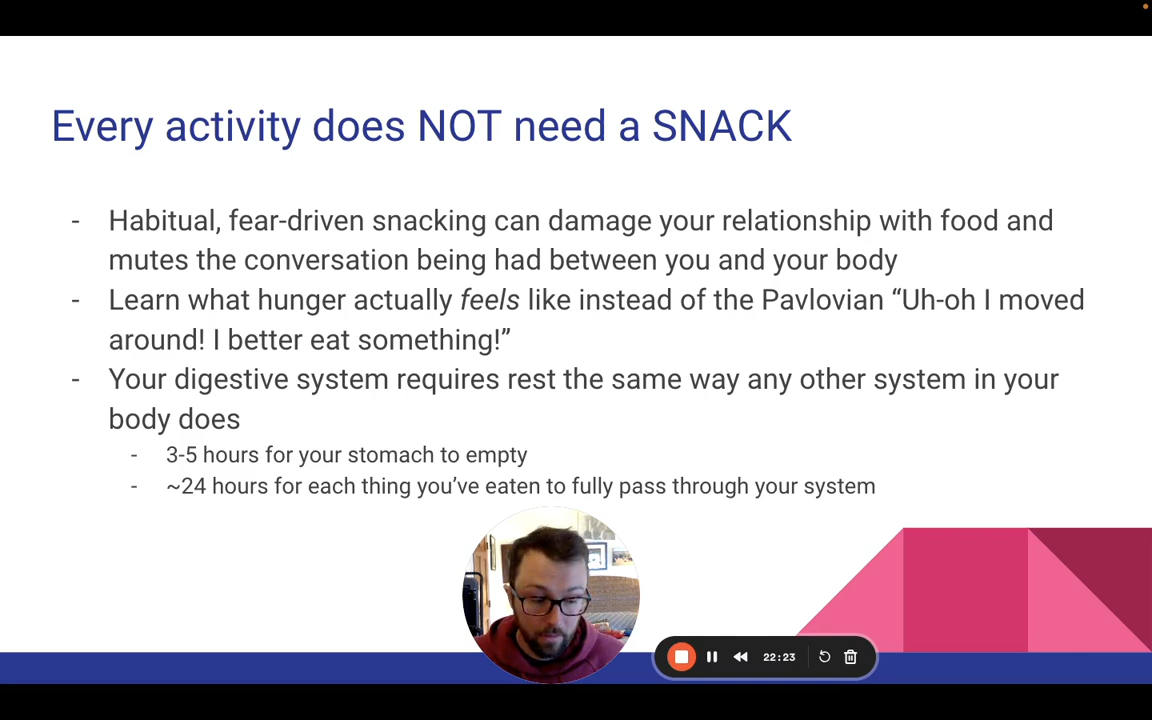 Every activity does NOT need a SNACK
- Habitual, fear-driven snacking can damage your relationship with food and
mutes the conversation being had between you and your body
- Learn what hunger actually feels like instead of the Pavlovian “Uh-oh I moved
around! I better eat something!”
- Your digestive system requires rest the same way any other system in your
body does
- 3-5 hours for your stomach to empty
- ~24 hours for each thing you’ve eaten to fully pass through your system
22:23